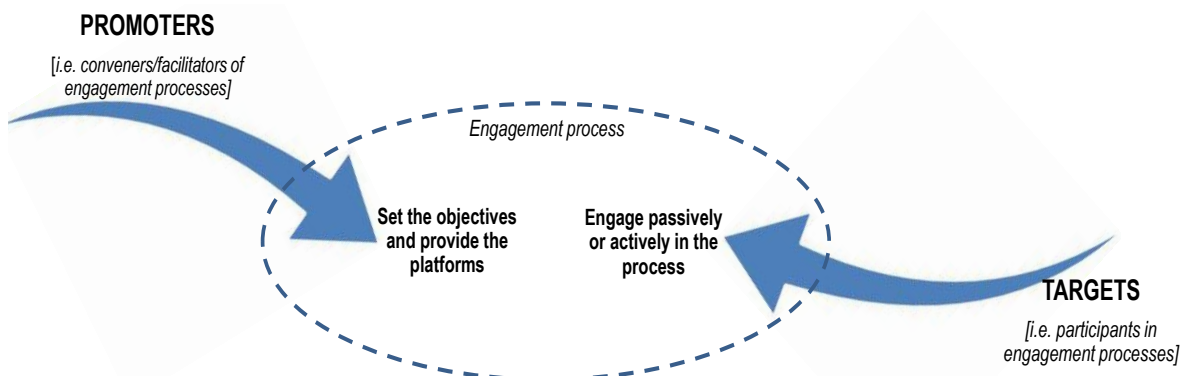 PROMOTERS
[i.e. conveners/facilitators of
engagement processes]
Engagement process
Set the objectives
and provide the
platforms
Engage passively
or actively in the
process
TARGETS
[i.e. participants in
engagement processes]